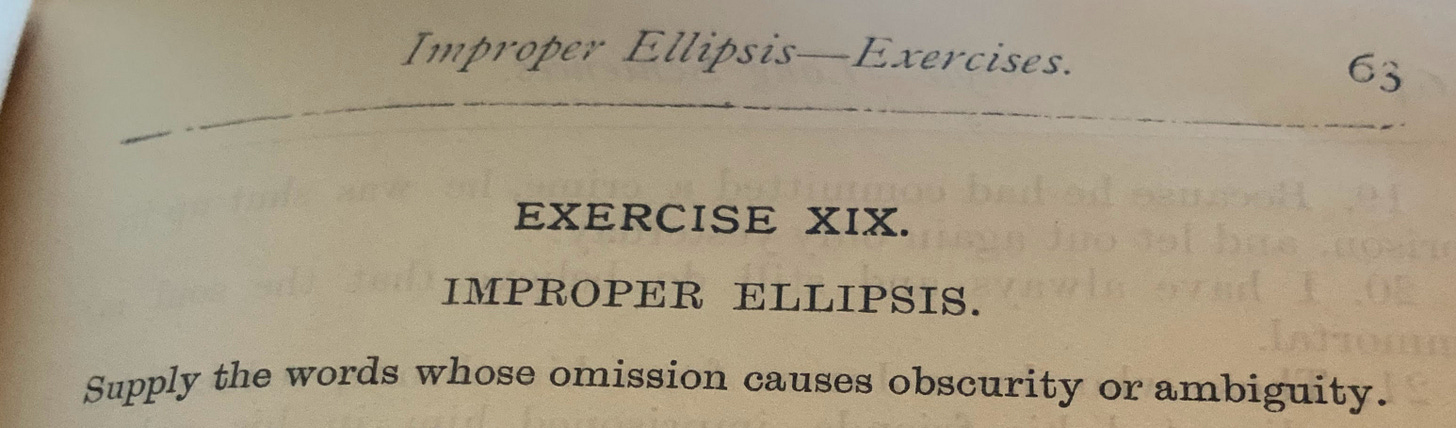 Improper Ellipsis—Exercises. 63
EXERCISE XIX.
IMPROPER ELLIPSIS.
Supply the words whose omission causes obscurity or ambiguity.